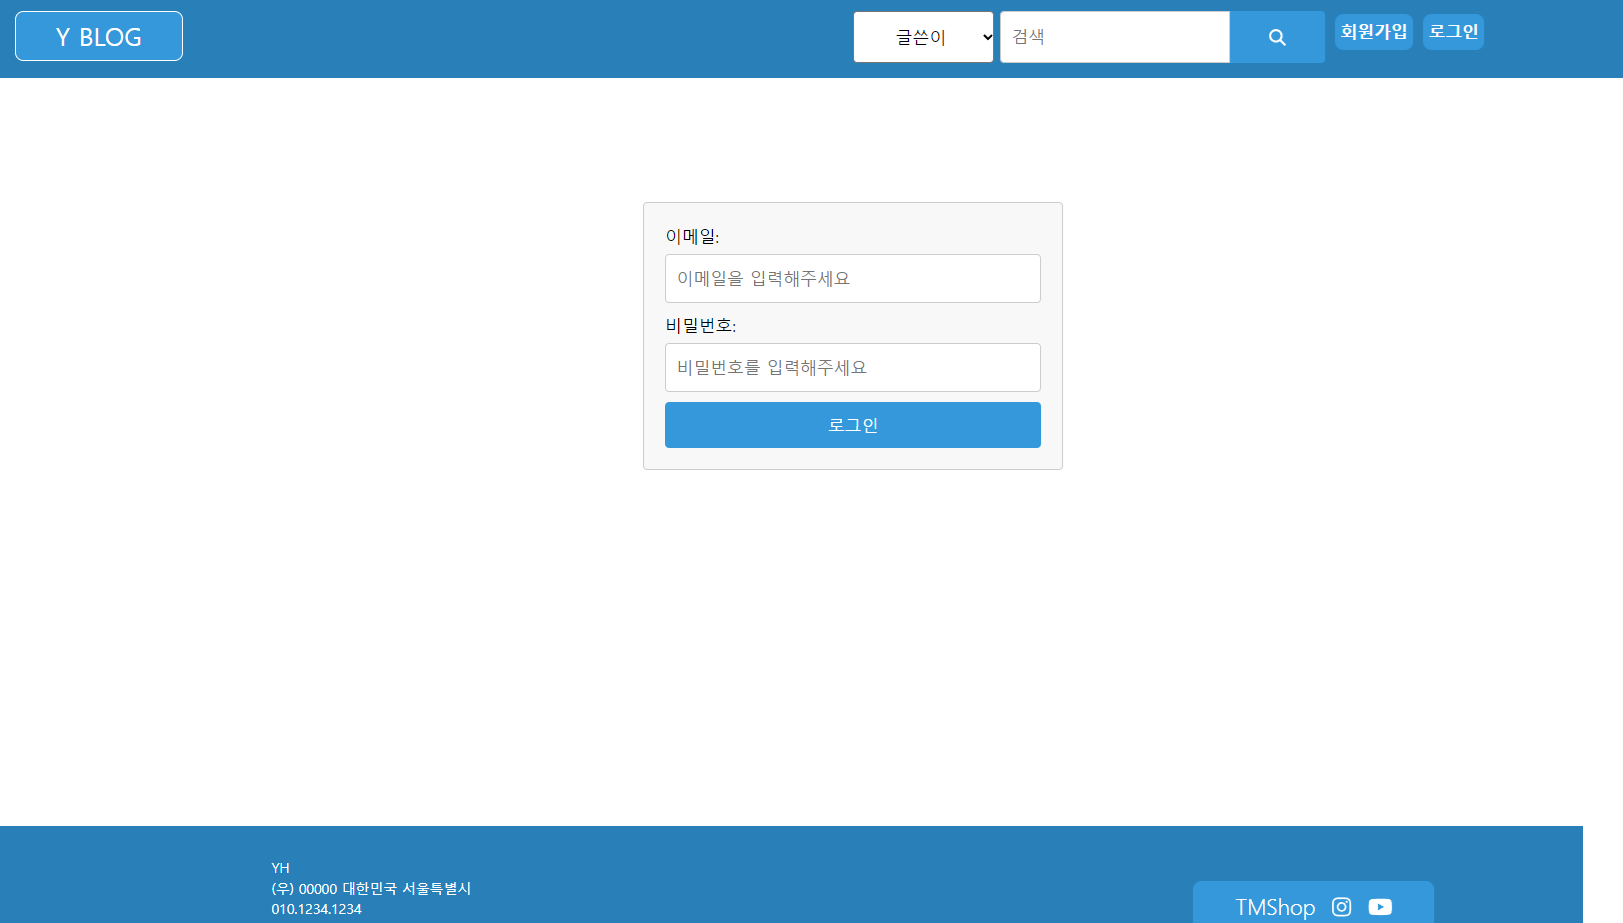 Y BLOG
글쓴이
검색
회원가입
로그인
이메일:
이메일을 입력해주세요
비밀번호:
비밀번호를 입력해주세요
로그인
YH
(우) 00000 대한민국 서울특별시
010.1234.1234
TMShop